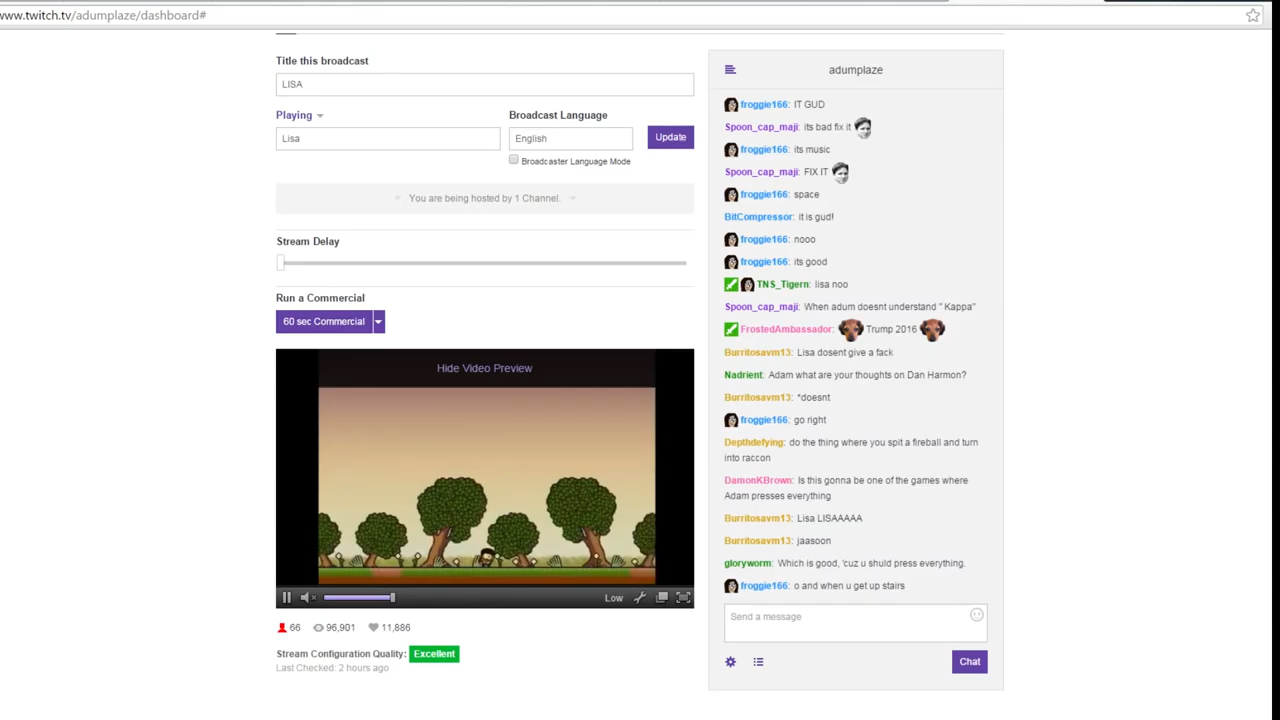 www.twitch.tv/adumplaze/dashboard#
Title this broadcast
LISA
Playing
Broadcast Language
Lisa
English
Update
Broadcaster Language Mode
You are being hosted by 1 Channel.
Stream Delay
Run a Commercial
60 sec Commercial
Hide Video Preview
Low
66
96,901
11,886
Stream Configuration Quality: Excellent
Last Checked: 2 hours ago
adumplaze
froggie166: IT GUD
Spoon_cap_maji: its bad fix it
froggie166: its music
Spoon_cap_maji: FIX IT
froggie166: space
BitCompressor: it is gud!
froggie166: nooo
froggie166: its good
TNS_Tigern: lisa noo
Spoon_cap_maji: When adum doesnt understand " Kappa"
FrostedAmbassador: Trump 2016
Burritosavm13: Lisa dosent give a fack
Nadrient: Adam what are your thoughts on Dan Harmon?
Burritosavm13: *doesnt
froggie166: go right
Depthdefying: do the thing where you spit a fireball and turn
into raccon
DamonKBrown: Is this gonna be one of the games where
Adam presses everything
Burritosavm13: Lisa LISAAAAA
Burritosavm13: jaasoon
gloryworm: Which is good, 'cuz u shuld press everything.
froggie166: o and when u get up stairs
Send a message
Chat